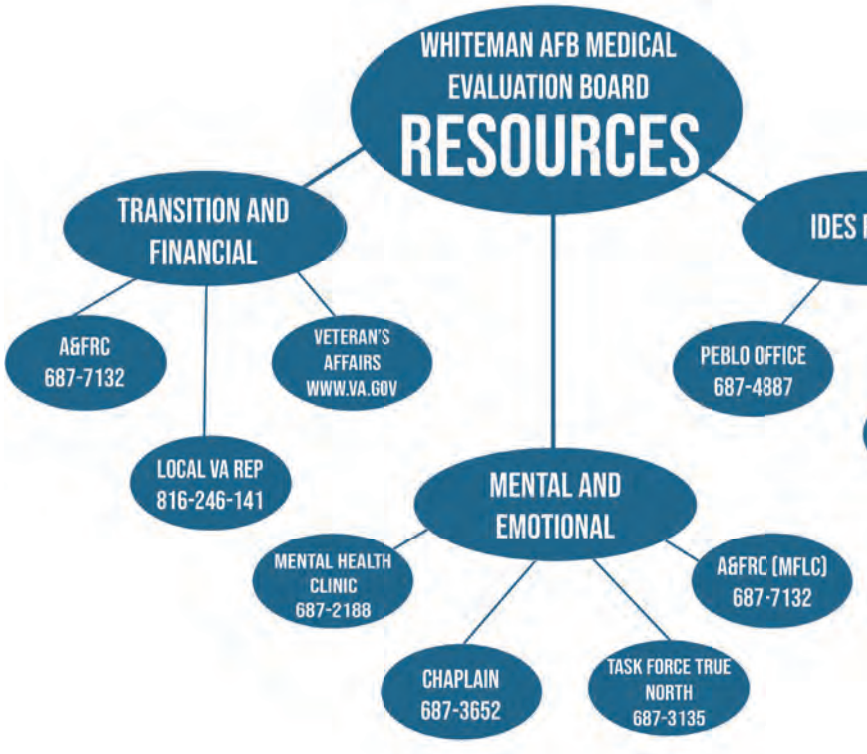 WHITEMAN AFB MEDICAL
EVALUATION BOARD
RESOURCES
TRANSITION AND
FINANCIAL
IDES
A&FRC
687-7132
VETERAN'S
AFFAIRS
WWW.VA.GOV
PEBLO OFFICE
687-4887
LOCAL VA REP
816-246-141
MENTAL AND
EMOTIONAL
MENTAL HEALTH
CLINIC
687-2188
A&FRC (MFLC)
687-7132
CHAPLAIN
687-3652
TASK FORCE TRUE
NORTH
687-3135